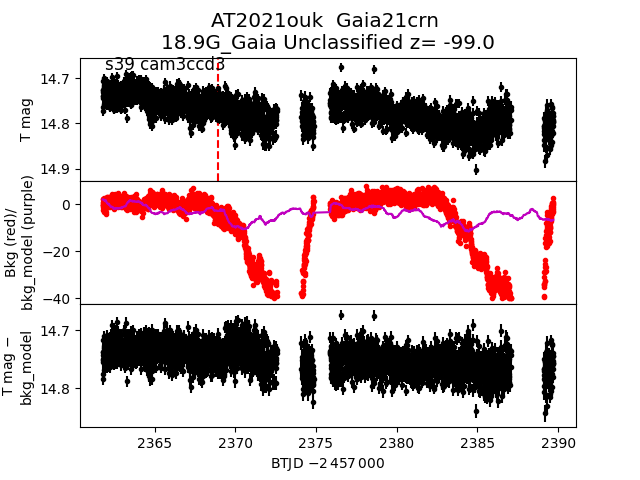 AT2021ouk  Gaia21crn
18.9G_Gaia Unclassified z= -99.0
s39 cam3ccd3
14.7
14.8
14.9
T mag
0
−20
−40
Bkg (red)/
bkg_model (purple)
14.7
14.8
T mag −
bkg_model
2365
2370
2375
2380
2385
2390
BTJD −2 457 000